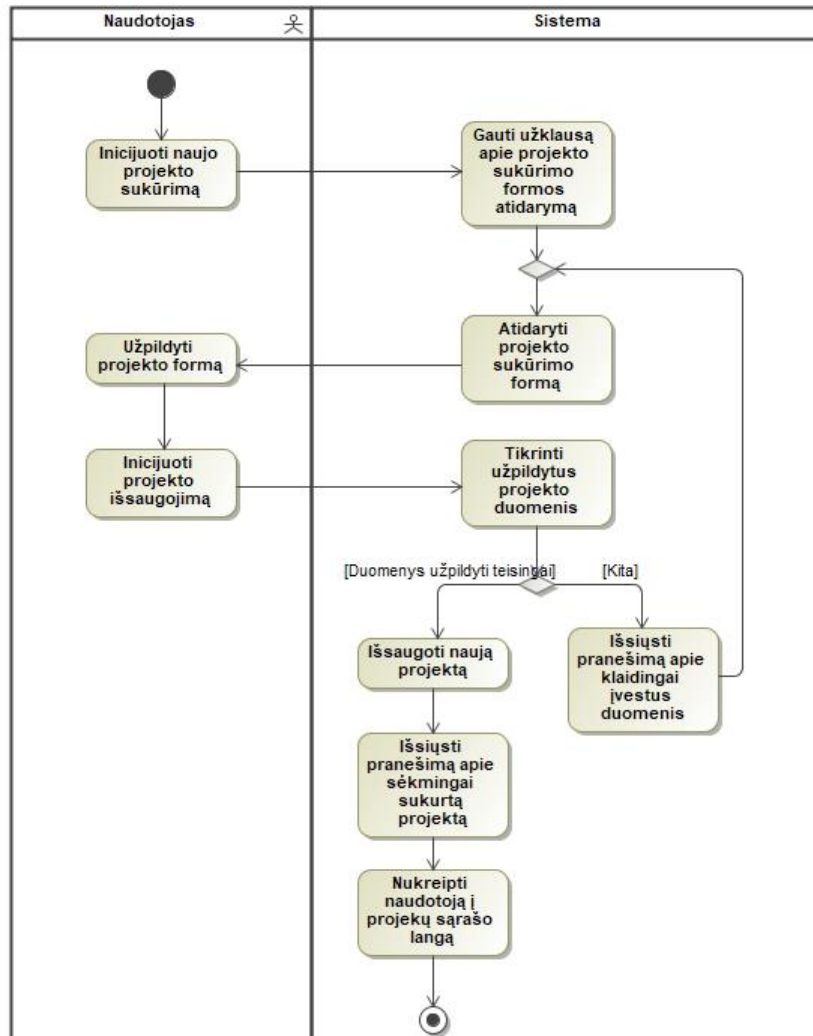 Naudotojas
Sistema
Inicijuoti naujo
projekto
sukūrimą
Gauti užklausą
apie projekto
sukūrimo
formos
atidarymą
Atidaryti
projekto
sukūrimo
formą
Užpildyti
projekto formą
Inicijuoti
projekto
išsaugojimą
Tikrinti
užpildytus
projekto
duomenis
[Duomenys užpildyti teisingai]
[Kita]
Išsaugoti naują
projektą
Išsiųsti
pranešimą apie
klaidingai
įvestus
duomenis
Išsiųsti
pranešimą apie
sėkmingai
sukurtą
projektą
Nukreipti
naudotoją į
projekų sąrašo
langą